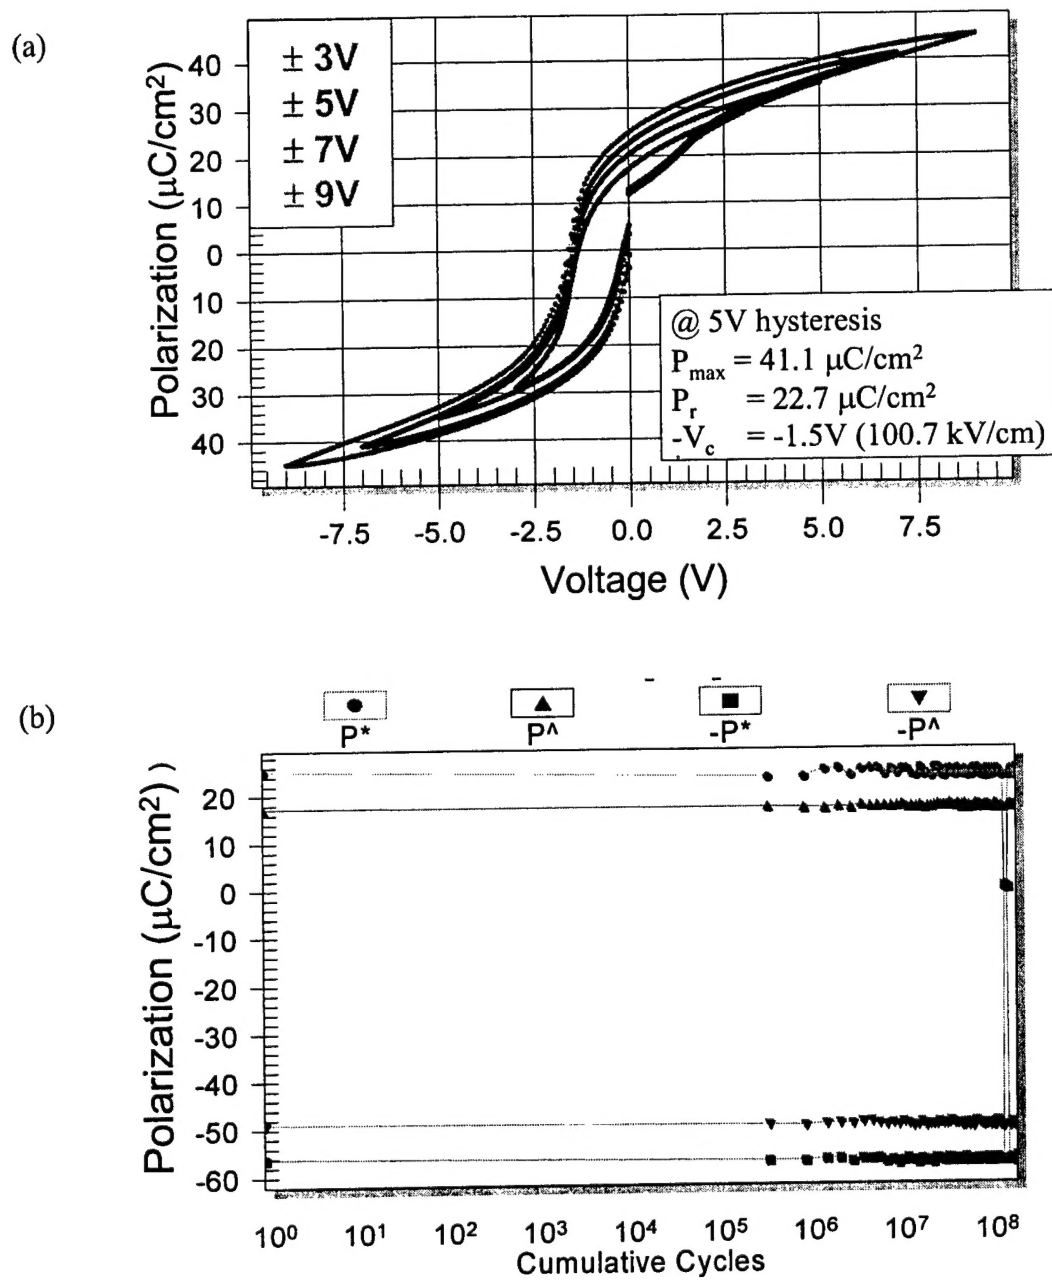 (a)
Polarization (μC/cm²)
40
30
20
10
0
10
20
30
40
± 3V
± 5V
± 7V
± 9V
@ 5V hysteresis
Pmax = 41.1 μC/cm²
Pr = 22.7 μC/cm²
-Vc = -1.5V (100.7 kV/cm)
-7.5 -5.0 -2.5 0.0 2.5 5.0 7.5
Voltage (V)
(b)
P* P^ -P* -P^
Polarization (μC/cm²)
20
10
0
-10
-20
-30
-40
-50
-60
10⁰ 10¹ 10² 10³ 10⁴ 10⁵ 10⁶ 10⁷ 10⁸
Cumulative Cycles